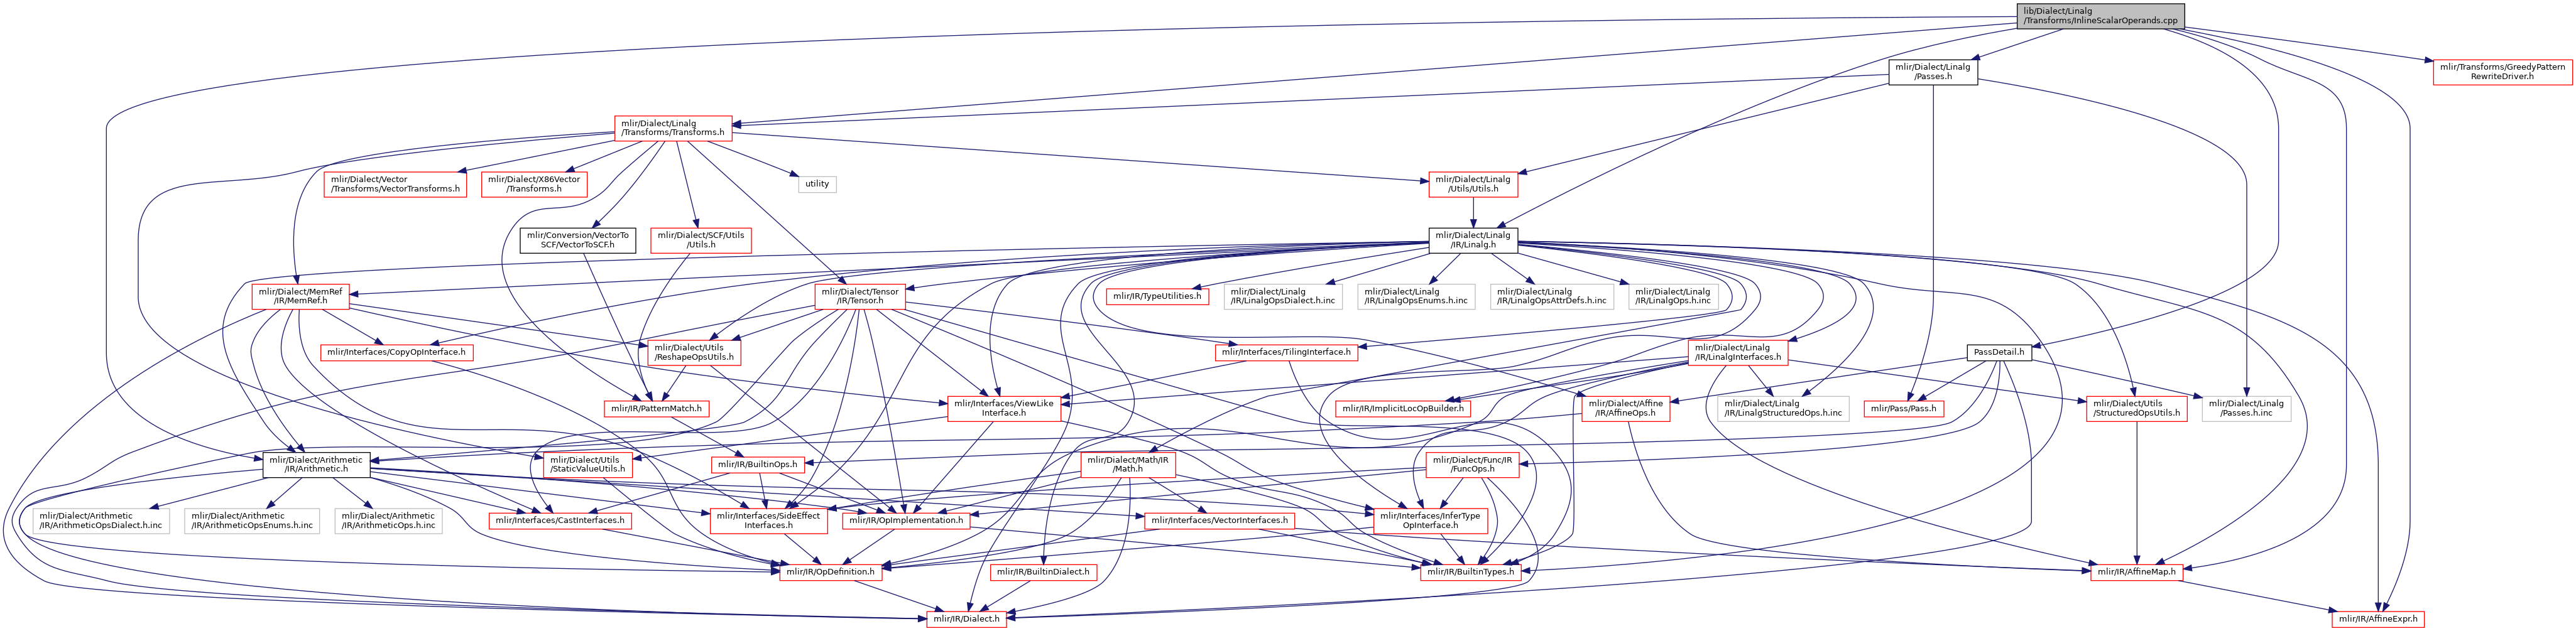 lib/Dialect/Linalg
/Transforms/InlineScalarOperands.cpp
mlir/Dialect/Linalg
/Passes.h
mlir/Transforms/GreedyPattern
RewriteDriver.h
mlir/Dialect/Linalg
/Transforms/Transforms.h
mlir/Dialect/Vector
/Transforms/VectorTransforms.h
mlir/Dialect/X86Vector
/Transforms.h
utility
mlir/Dialect/Linalg
/Utils/Utils.h
mlir/Conversion/VectorTo
SCF/VectorToSCF.h
mlir/Dialect/SCF/Utils
/Utils.h
mlir/Dialect/Linalg
/IR/Linalg.h
mlir/Dialect/MemRef
/IR/MemRef.h
mlir/Dialect/Tensor
/IR/Tensor.h
mlir/IR/TypeUtilities.h
mlir/Dialect/Linalg
/IR/LinalgOpsDialect.h.inc
mlir/Dialect/Linalg
/IR/LinalgOpsEnums.h.inc
mlir/Dialect/Linalg
/IR/LinalgOpsAttrDefs.h.inc
mlir/Dialect/Linalg
/IR/LinalgOps.h.inc
mlir/Interfaces/CopyOpInterface.h
mlir/Dialect/Utils
/ReshapeOpsUtils.h
mlir/Interfaces/TilingInterface.h
mlir/Dialect/Linalg
/IR/LinalgInterfaces.h
PassDetail.h
mlir/IR/PatternMatch.h
mlir/Interfaces/ViewLike
Interface.h
mlir/IR/ImplicitLocOpBuilder.h
mlir/Dialect/Affine
/IR/AffineOps.h
mlir/Dialect/Linalg
/IR/LinalgStructuredOps.h.inc
mlir/Pass/Pass.h
mlir/Dialect/Utils
/StructuredOpsUtils.h
mlir/Dialect/Linalg
/Passes.h.inc
mlir/Dialect/Arithmetic
/IR/Arithmetic.h
mlir/Dialect/Utils
/StaticValueUtils.h
mlir/IR/BuiltinOps.h
mlir/Dialect/Math/IR
/Math.h
mlir/Dialect/Func/IR
/FuncOps.h
mlir/Dialect/Arithmetic
/IR/ArithmeticOpsDialect.h.inc
mlir/Dialect/Arithmetic
/IR/ArithmeticOpsEnums.h.inc
mlir/Dialect/Arithmetic
/IR/ArithmeticOps.h.inc
mlir/Interfaces/CastInterfaces.h
mlir/Interfaces/SideEffect
Interfaces.h
mlir/IR/OpImplementation.h
mlir/Interfaces/VectorInterfaces.h
mlir/Interfaces/InferType
OpInterface.h
mlir/IR/OpDefinition.h
mlir/IR/BuiltinDialect.h
mlir/IR/BuiltinTypes.h
mlir/IR/AffineMap.h
mlir/IR/Dialect.h
mlir/IR/AffineExpr.h